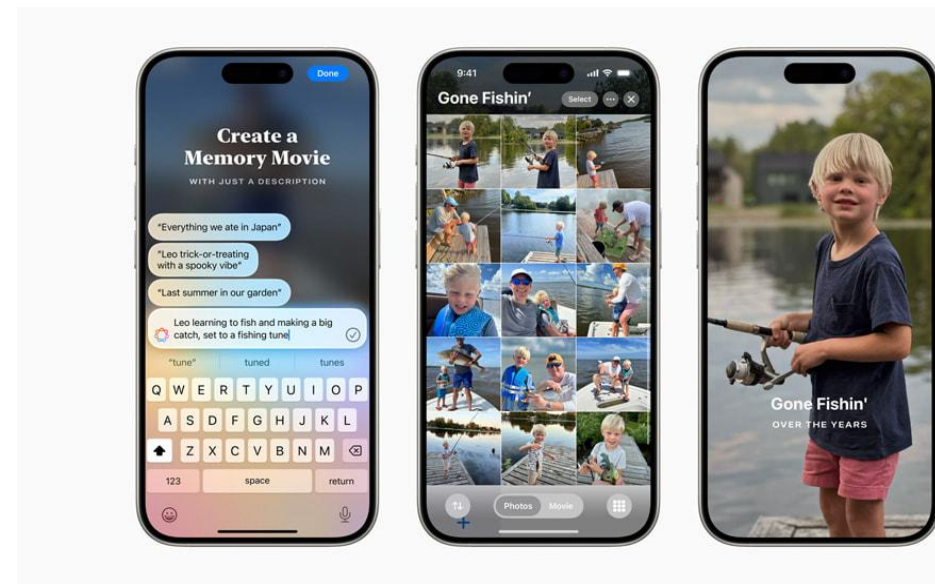 Done
Create a
Memory Movie
WITH JUST A DESCRIPTION
"Everything we ate in Japan"
"Leo trick-or-treating
with a spooky vibe"
"Last summer in our garden"
Leo learning to fish and making a big
catch, set to a fishing tune
"tune" tuned tunes
Q W E R T Y U I O P
A S D F G H J K L
Z X C V B N M
123 space return
9:41
Gone Fishin'
Select
Photos Movie
Gone Fishin'
OVER THE YEARS